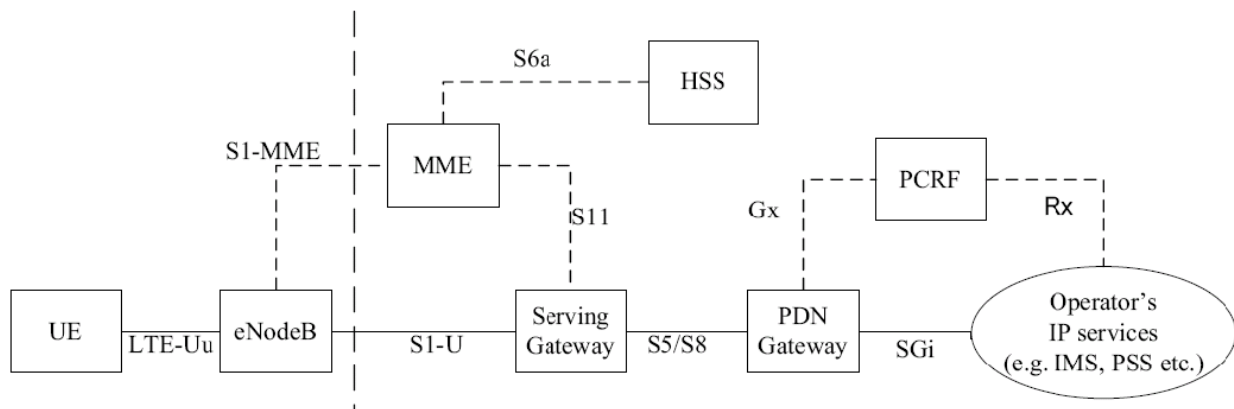 S6a
HSS
S1-MME
MME
PCRF
S11
Gx
Rx
UE
LTE-Uu
eNodeB
S1-U
Serving
Gateway
S5/S8
PDN
Gateway
SGi
Operator’s
IP services
(e.g. IMS, PSS etc.)